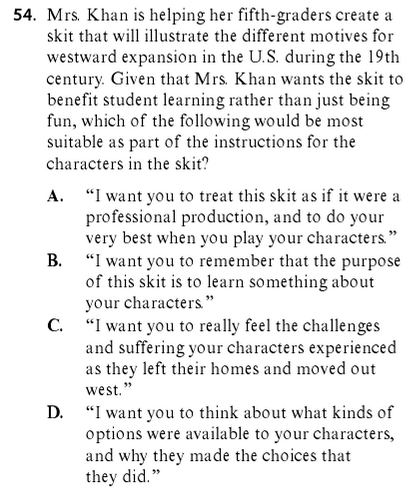 54. Mrs. Khan is helping her fifth-graders create a
skit that will illustrate the different motives for
westward expansion in the U.S. during the 19th
century. Given that Mrs. Khan wants the skit to
benefit student learning rather than just being
fun, which of the following would be most
suitable as part of the instructions for the
characters in the skit?
A. “I want you to treat this skit as if it were a
professional production, and to do your
very best when you play your characters.”
B. “I want you to remember that the purpose
of this skit is to learn something about
your characters.”
C. “I want you to really feel the challenges
and suffering your characters experienced
as they left their homes and moved out
west.”
D. “I want you to think about what kinds of
options were available to your characters,
and why they made the choices that
they did.”